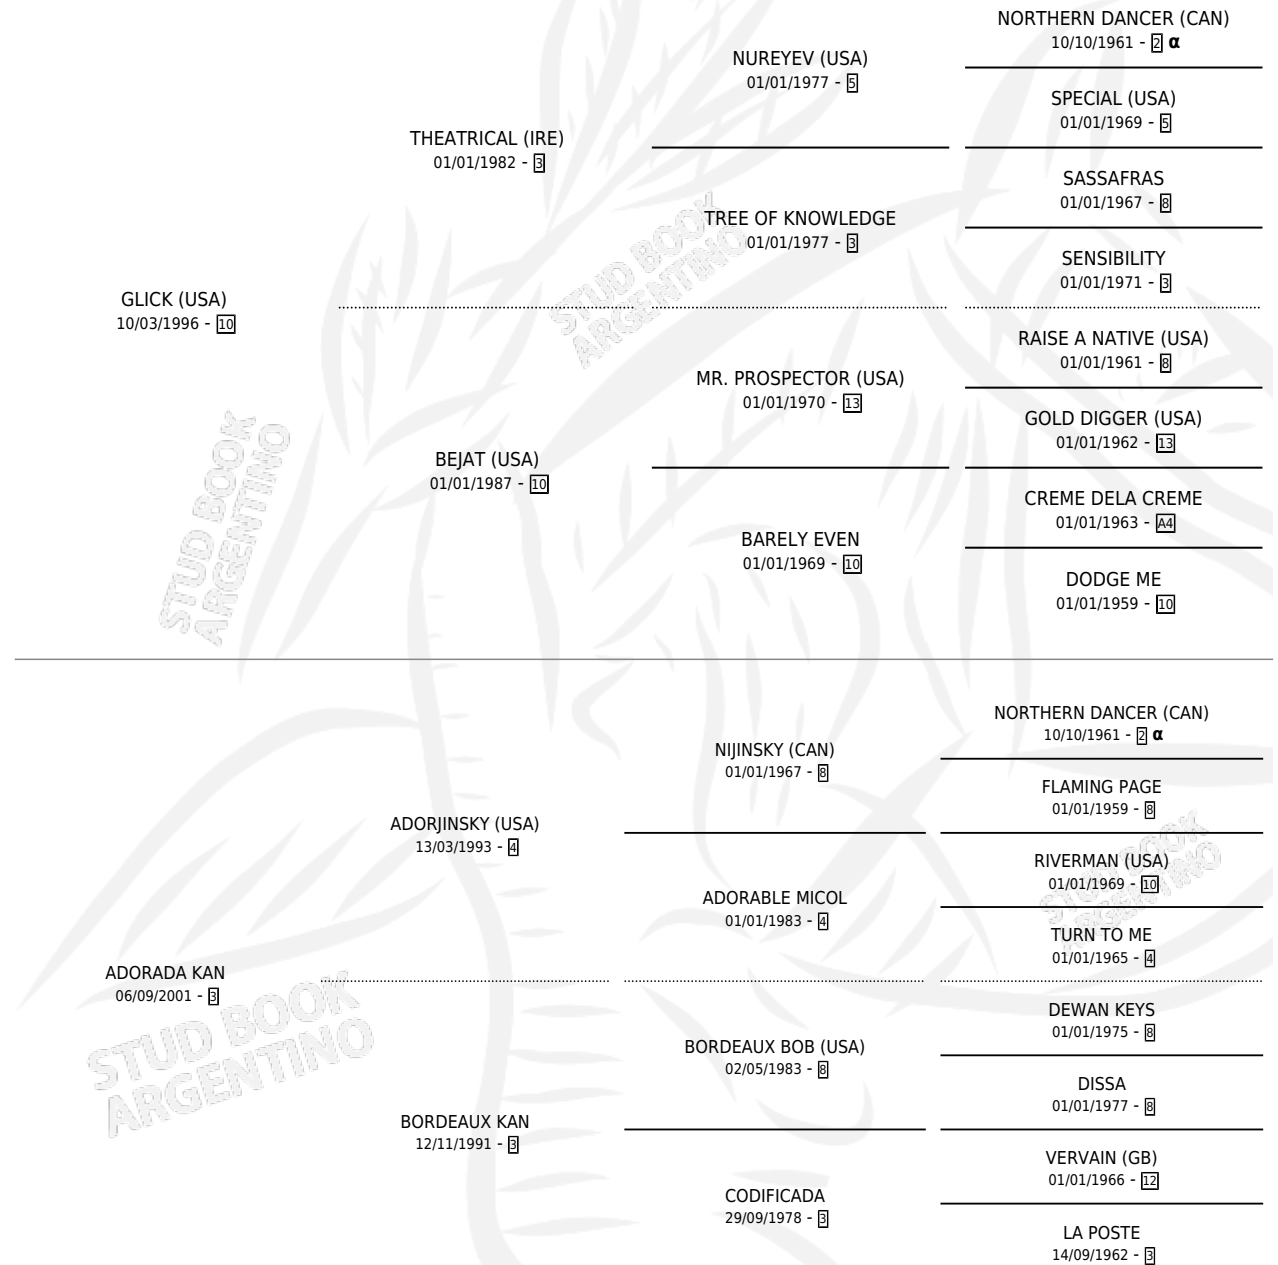 GLICK (USA)
10/03/1996 - 10
THEATRICAL (IRE)
01/01/1982 - 3
NUREYEV (USA)
01/01/1977 - 5
NORTHERN DANCER (CAN)
10/10/1961 - 2 α
SPECIAL (USA)
01/01/1969 - 5
TREE OF KNOWLEDGE
01/01/1977 - 3
SASSAFRAS
01/01/1967 - 8
SENSIBILITY
01/01/1971 - 3
BEJAT (USA)
01/01/1987 - 10
MR. PROSPECTOR (USA)
01/01/1970 - 13
RAISE A NATIVE (USA)
01/01/1961 - 8
GOLD DIGGER (USA)
01/01/1962 - 13
BARELY EVEN
01/01/1969 - 10
CREME DELA CREME
01/01/1963 - A4
DODGE ME
01/01/1959 - 10
ADORADA KAN
06/09/2001 - 3
ADORJINSKY (USA)
13/03/1993 - 4
NIJINSKY (CAN)
01/01/1967 - 8
NORTHERN DANCER (CAN)
10/10/1961 - 2 α
FLAMING PAGE
01/01/1959 - 8
ADORABLE MICOL
01/01/1983 - 4
RIVERMAN (USA)
01/01/1969 - 10
TURN TO ME
01/01/1965 - 4
BORDEAUX KAN
12/11/1991 - 3
BORDEAUX BOB (USA)
02/05/1983 - 8
DEWAN KEYS
01/01/1975 - 8
DISSA
01/01/1977 - 8
CODIFICADA
29/09/1978 - 3
VERVAIN (GB)
01/01/1966 - 12
LA POSTE
14/09/1962 - 3
STUD BOOK
ARGENTINO
STUD BOOK
ARGENTINO
STUD BOOK
ARGENTINO
STUD BOOK
ARGENTINO